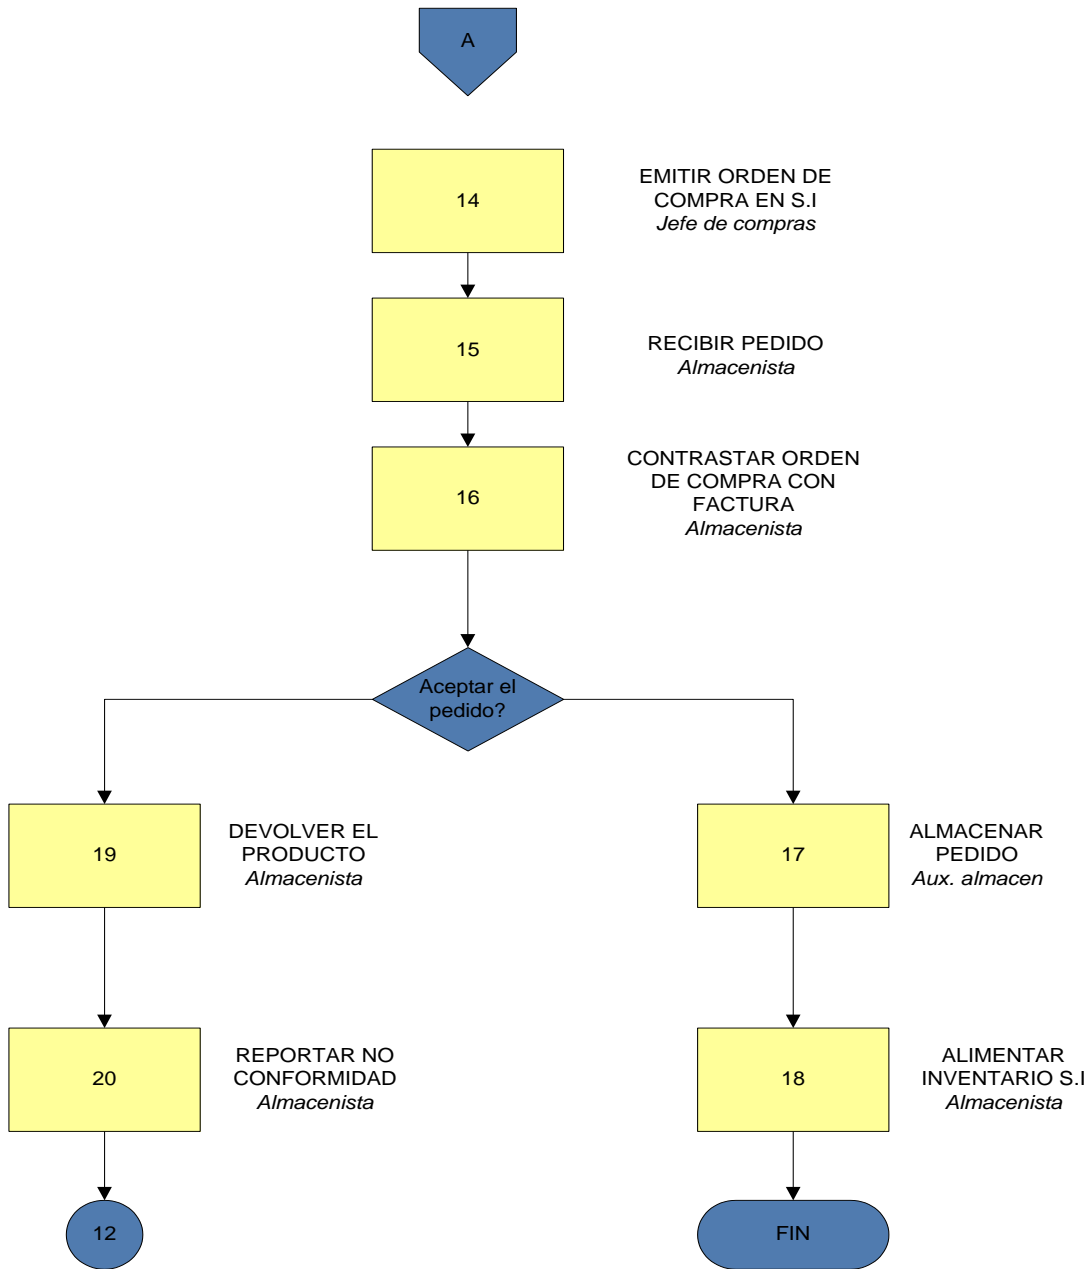 A
14
EMITIR ORDEN DE
COMPRA EN S.I
Jefe de compras
15
RECIBIR PEDIDO
Almacenista
16
CONTRASTAR ORDEN
DE COMPRA CON
FACTURA
Almacenista
Aceptar el
pedido?
19
DEVOLVER EL
PRODUCTO
Almacenista
17
ALMACENAR
PEDIDO
Aux. almacen
20
REPORTAR NO
CONFORMIDAD
Almacenista
18
ALIMENTAR
INVENTARIO S.I
Almacenista
12
FIN